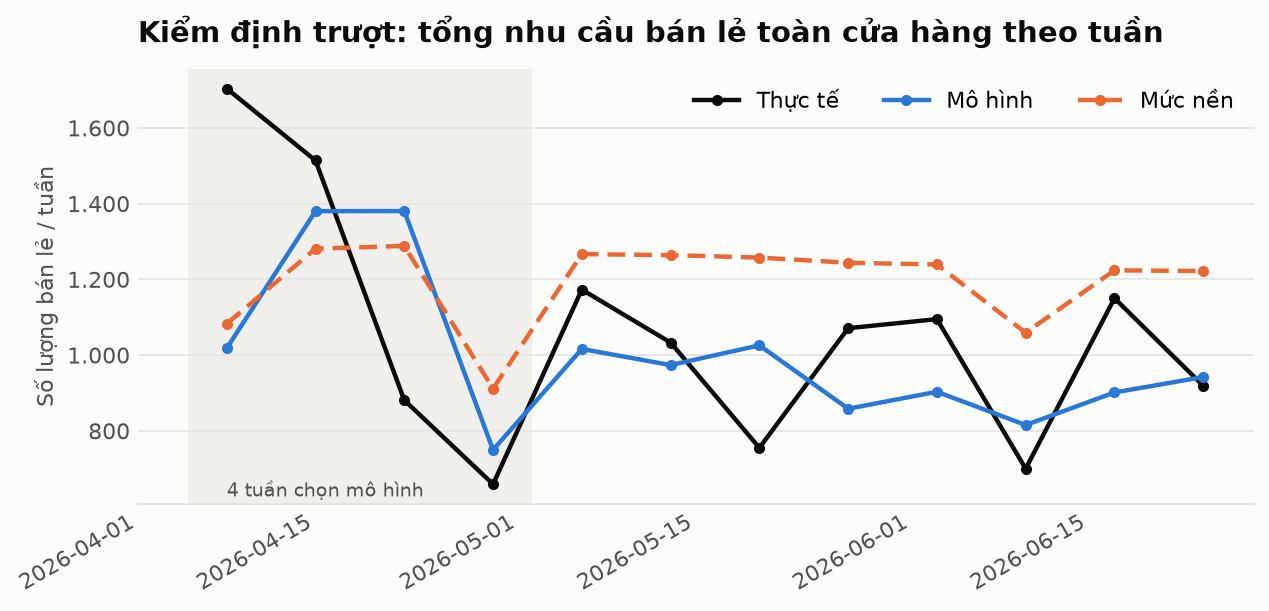 Kiểm định trượt: tổng nhu cầu bán lẻ toàn cửa hàng theo tuần
Thực tế
Mô hình
Mức nền
Số lượng bán lẻ / tuần
1.600
1.400
1.200
1.000
800
4 tuần chọn mô hình
2026-04-01
2026-04-15
2026-05-01
2026-05-15
2026-06-01
2026-06-15